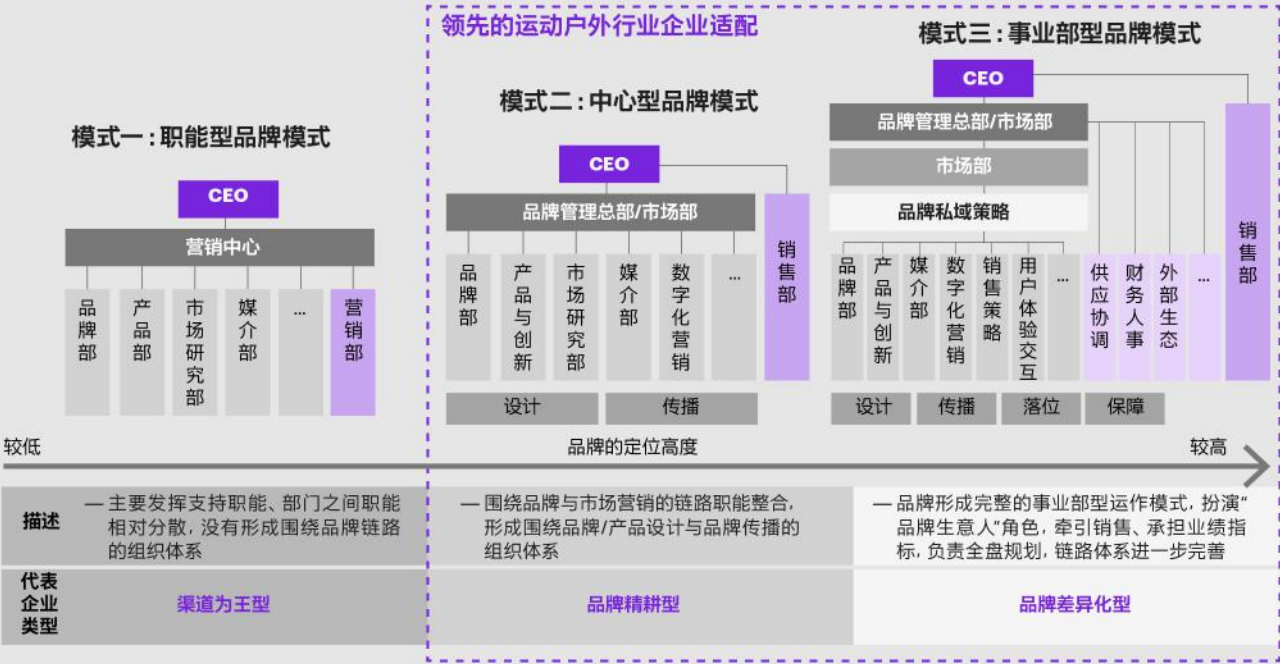 领先的运动户外行业企业适配
模式一:职能型品牌模式
CEO
营销中心
品牌部
产品部
市场研究部
媒介部
...
营销部
模式二:中心型品牌模式
CEO
品牌管理总部/市场部
品牌部
产品与创新
市场研究部
媒介部
数字化营销
...
销售部
设计
传播
模式三:事业部型品牌模式
CEO
品牌管理总部/市场部
市场部
品牌私域策略
品牌部
产品与创新
媒介部
数字化营销
销售策略
用户体验交互
...
供应协调
财务人事
外部生态
...
销售部
设计
传播
落位
保障
较低
品牌的定位高度
较高
描述
— 主要发挥支持职能、部门之间职能
相对分散,没有形成围绕品牌链路
的组织体系
— 围绕品牌与市场营销的链路职能整合,
形成围绕品牌/产品设计与品牌传播的
组织体系
— 品牌形成完整的事业部型运作模式,扮演“
品牌生意人”角色,牵引销售、承担业绩指
标,负责全盘规划,链路体系进一步完善
代表
企业
类型
渠道为王型
品牌精耕型
品牌差异化型